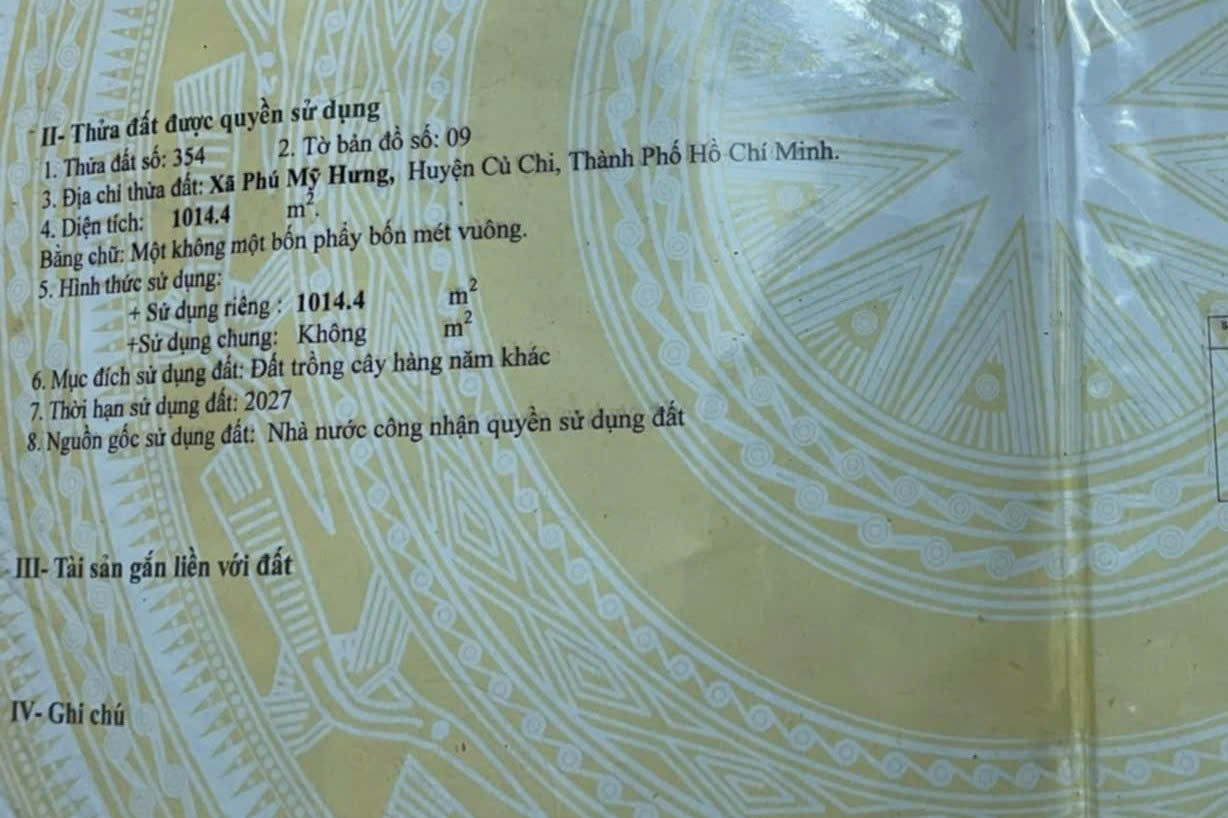 II- Thửa đất được quyền sử dụng
1. Thửa đất số: 354 2. Tờ bản đồ số: 09
3. Địa chỉ thửa đất: Xã Phú Mỹ Hưng, Huyện Củ Chi, Thành Phố Hồ Chí Minh.
4. Diện tích: 1014.4 m².
Bằng chữ: Một không một bốn phẩy bốn mét vuông.
5. Hình thức sử dụng:
+ Sử dụng riêng : 1014.4 m²
+Sử dụng chung: Không m²
6. Mục đích sử dụng đất: Đất trồng cây hàng năm khác
7. Thời hạn sử dụng đất: 2027
8. Nguồn gốc sử dụng đất: Nhà nước công nhận quyền sử dụng đất
III- Tài sản gắn liền với đất
IV- Ghi chú